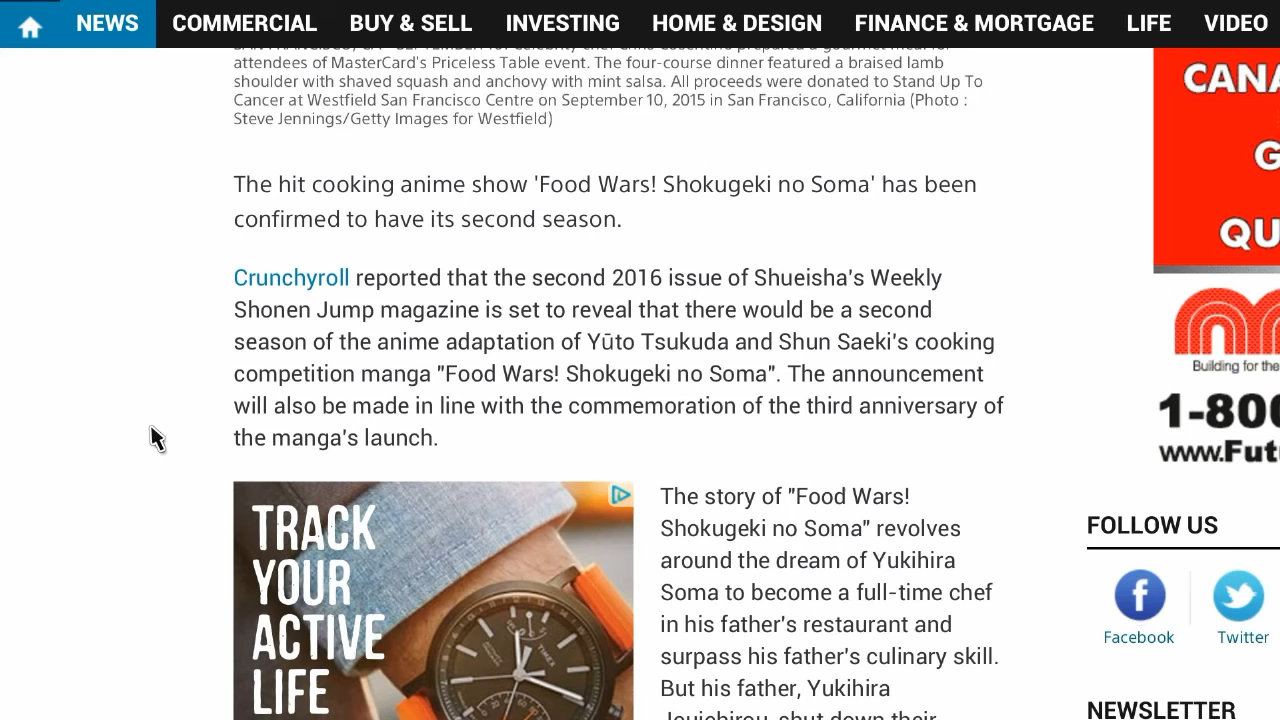 NEWS COMMERCIAL BUY & SELL INVESTING HOME & DESIGN FINANCE & MORTGAGE LIFE VIDEO
attendees of MasterCard's Priceless Table event. The four-course dinner featured a braised lamb
shoulder with shaved squash and anchovy with mint salsa. All proceeds were donated to Stand Up To
Cancer at Westfield San Francisco Centre on September 10, 2015 in San Francisco, California (Photo :
Steve Jennings/Getty Images for Westfield)
The hit cooking anime show 'Food Wars! Shokugeki no Soma' has been
confirmed to have its second season.
Crunchyroll reported that the second 2016 issue of Shueisha's Weekly
Shonen Jump magazine is set to reveal that there would be a second
season of the anime adaptation of Yūto Tsukuda and Shun Saeki's cooking
competition manga "Food Wars! Shokugeki no Soma". The announcement
will also be made in line with the commemoration of the third anniversary of
the manga's launch.
TRACK
YOUR
ACTIVE
LIFE
TIMEX
The story of "Food Wars!
Shokugeki no Soma" revolves
around the dream of Yukihira
Soma to become a full-time chef
in his father's restaurant and
surpass his father's culinary skill.
But his father, Yukihira
Jouichirou, shut down their
CANA
G
QU
Building for the
1-800
www.Fut
FOLLOW US
Facebook Twitter
NEWSLETTER